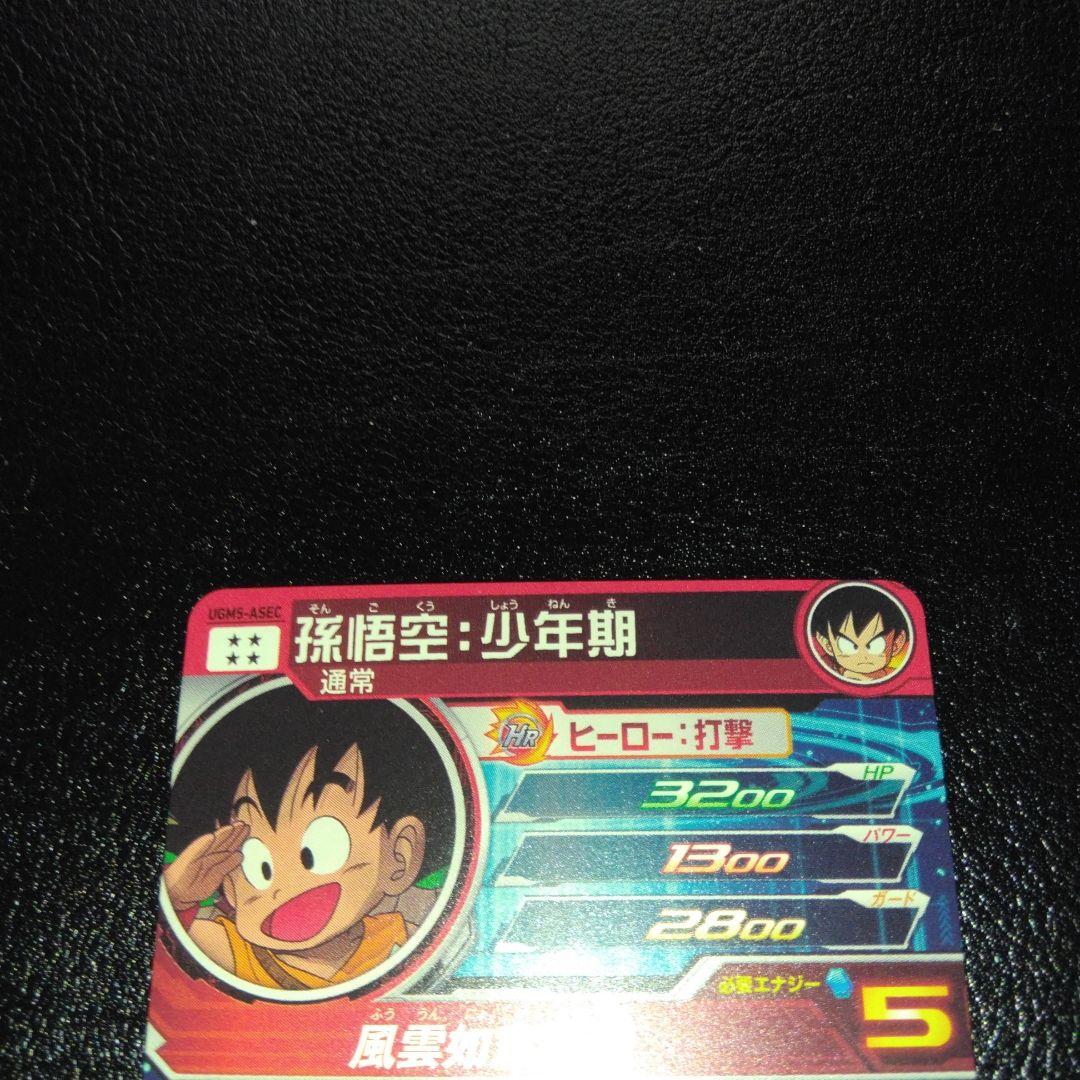 UGM5-ASEC
そん ご くう しょう ねん き
孫悟空:少年期
通常
HR ヒーロー:打撃
HP
3200
パワー
1300
ガード
2800
必要エナジー 5
ふう うん
風雲如